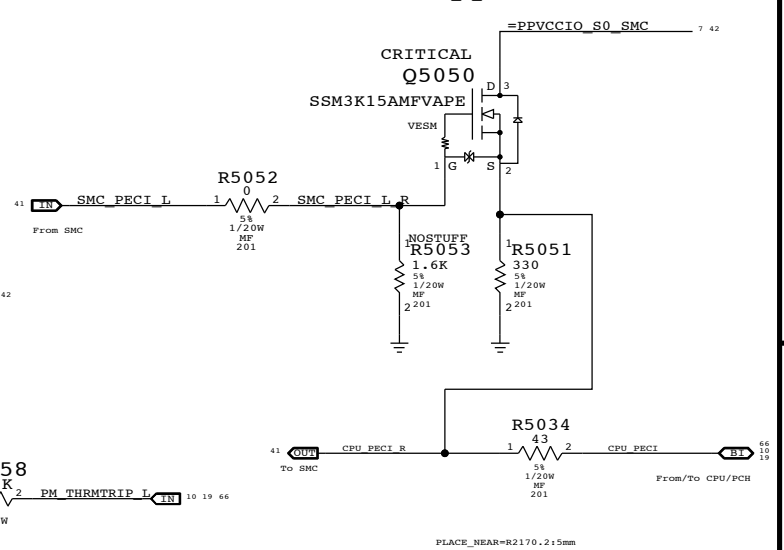 =PPVCCIO_S0_SMC
7 42
CRITICAL
Q5050
SSM3K15AMFVAPE
VESM
D 3
1 G S
2
R5052
0
41 IN SMC_PECI_L 1 2 SMC_PECI_L_R
5%
1/20W
MF
201
From SMC
NOSTUFF
1 R5053
1.6K
5%
1/20W
MF
2 201
1 R5051
330
5%
1/20W
MF
2 201
42
R5034
43
41 OUT CPU_PECI_R 1 2 CPU_PECI BI
66
10
19
To SMC
5%
1/20W
MF
201
From/To CPU/PCH
58
K
2 PM_THRMTRIP_L IN 10 19 66
W
PLACE_NEAR=R2170.2:5mm